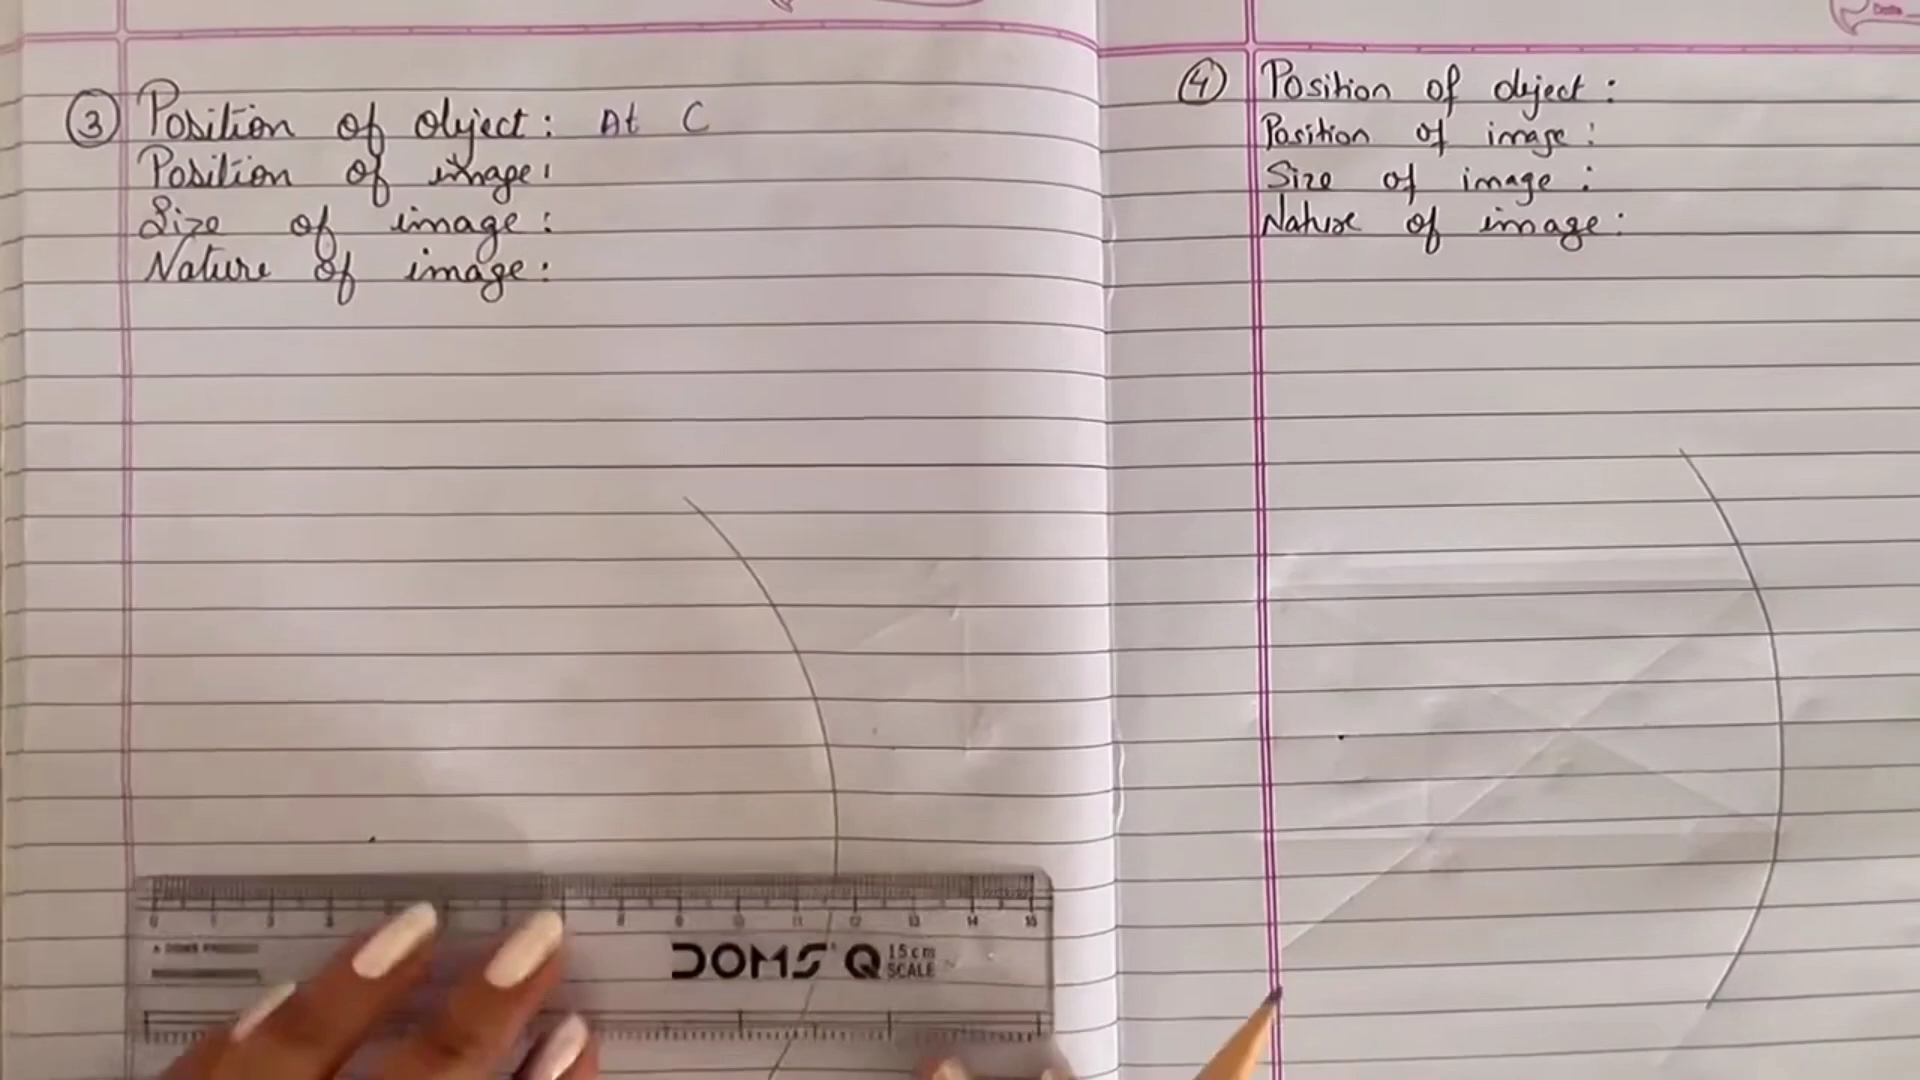 ③ Position of object: At C
Position of image:
Size of image:
Nature of image:
④ Position of object:
Position of image:
Size of image:
Nature of image:
DOMS Q 15cm
SCALE
Date